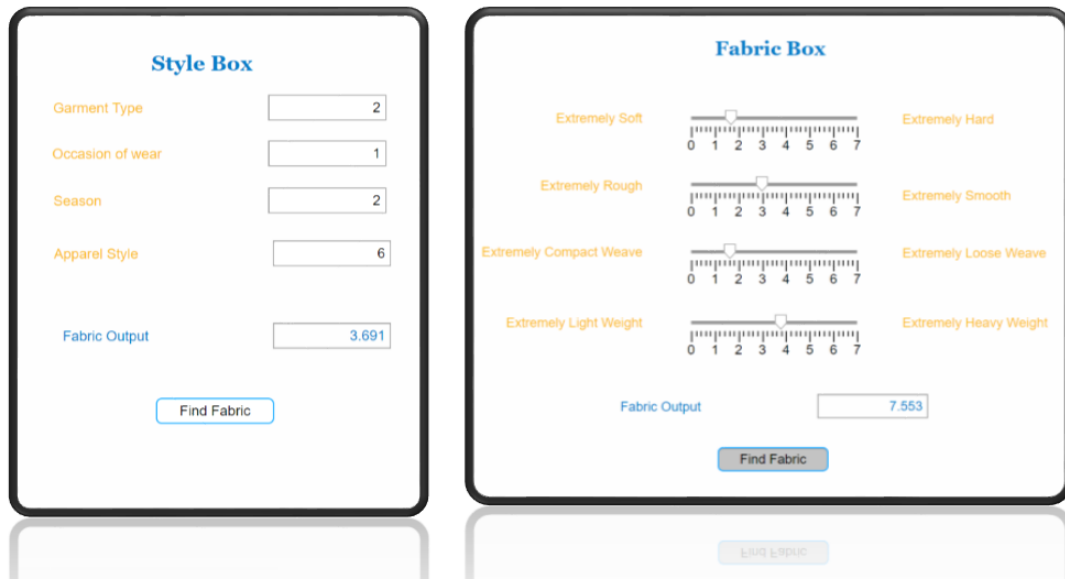 Style Box
Garment Type 2
Occasion of wear 1
Season 2
Apparel Style 6
Fabric Output 3.691
Find Fabric
Fabric Box
Extremely Soft 0 1 2 3 4 5 6 7 Extremely Hard
Extremely Rough 0 1 2 3 4 5 6 7 Extremely Smooth
Extremely Compact Weave 0 1 2 3 4 5 6 7 Extremely Loose Weave
Extremely Light Weight 0 1 2 3 4 5 6 7 Extremely Heavy Weight
Fabric Output 7.553
Find Fabric